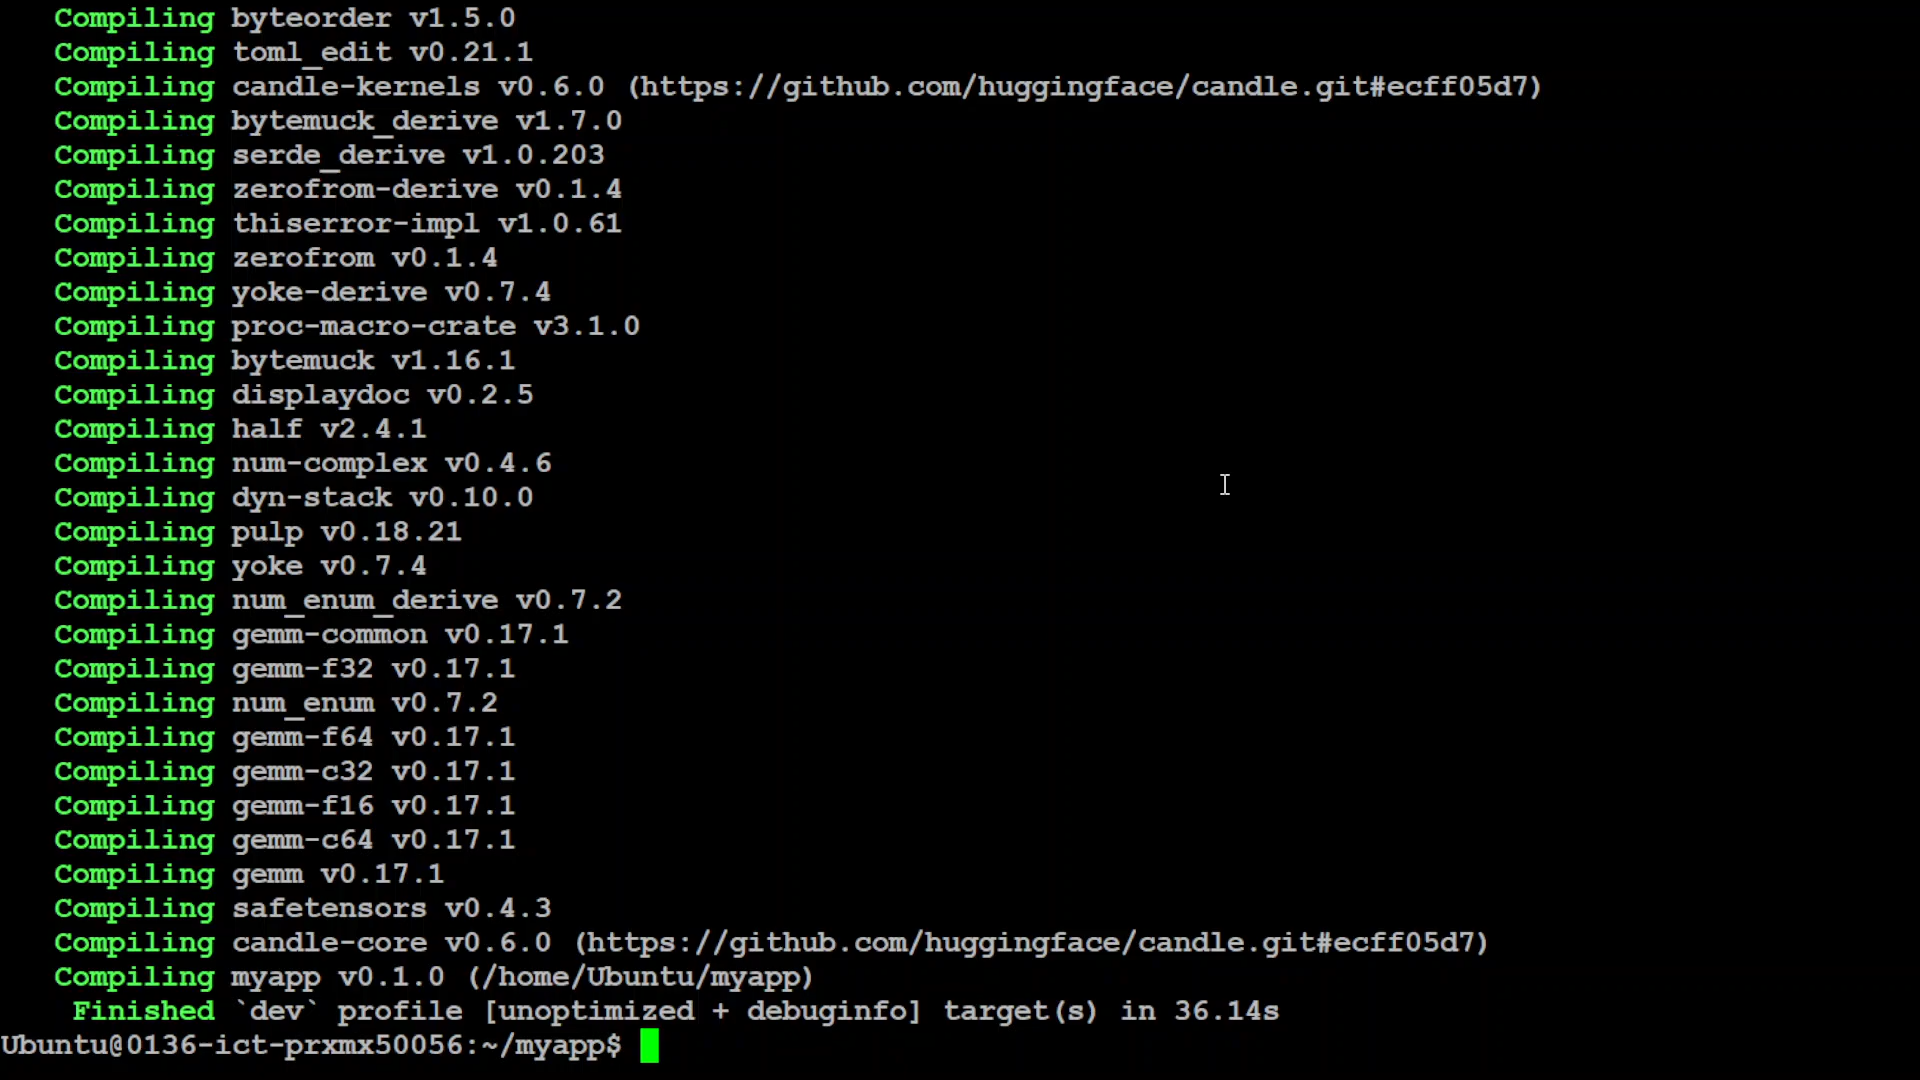 Compiling byteorder v1.5.0
Compiling toml_edit v0.21.1
Compiling candle-kernels v0.6.0 (https://github.com/huggingface/candle.git#ecff05d7)
Compiling bytemuck_derive v1.7.0
Compiling serde_derive v1.0.203
Compiling zerofrom-derive v0.1.4
Compiling thiserror-impl v1.0.61
Compiling zerofrom v0.1.4
Compiling yoke-derive v0.7.4
Compiling proc-macro-crate v3.1.0
Compiling bytemuck v1.16.1
Compiling displaydoc v0.2.5
Compiling half v2.4.1
Compiling num-complex v0.4.6
Compiling dyn-stack v0.10.0
Compiling pulp v0.18.21
Compiling yoke v0.7.4
Compiling num_enum_derive v0.7.2
Compiling gemm-common v0.17.1
Compiling gemm-f32 v0.17.1
Compiling num_enum v0.7.2
Compiling gemm-f64 v0.17.1
Compiling gemm-c32 v0.17.1
Compiling gemm-f16 v0.17.1
Compiling gemm-c64 v0.17.1
Compiling gemm v0.17.1
Compiling safetensors v0.4.3
Compiling candle-core v0.6.0 (https://github.com/huggingface/candle.git#ecff05d7)
Compiling myapp v0.1.0 (/home/Ubuntu/myapp)
Finished `dev` profile [unoptimized + debuginfo] target(s) in 36.14s
Ubuntu@0136-ict-prxmx50056:~/myapp$